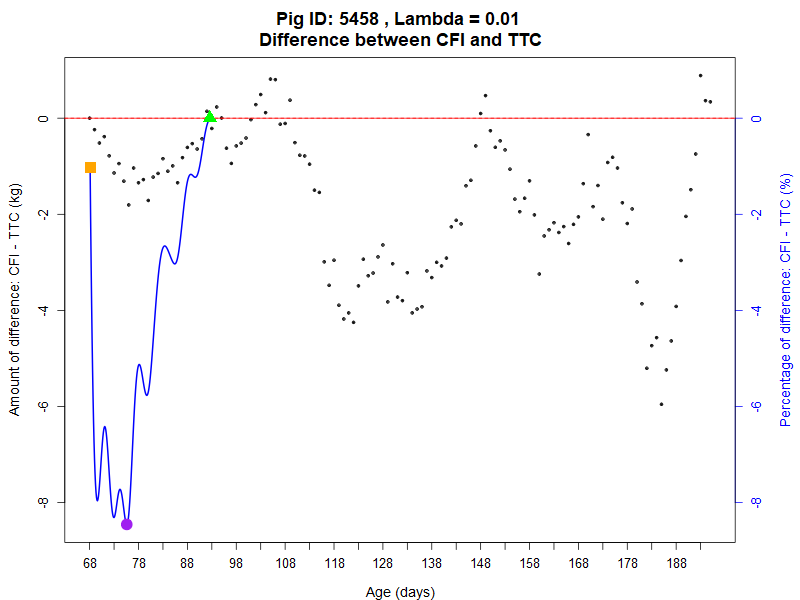 Pig ID: 5458 , Lambda = 0.01
Difference between CFI and TTC
Amount of difference: CFI - TTC (kg)
0
-2
-4
-6
-8
0
-2
-4
-6
-8
Percentage of difference: CFI - TTC (%)
68 78 88 98 108 118 128 138 148 158 168 178 188
Age (days)